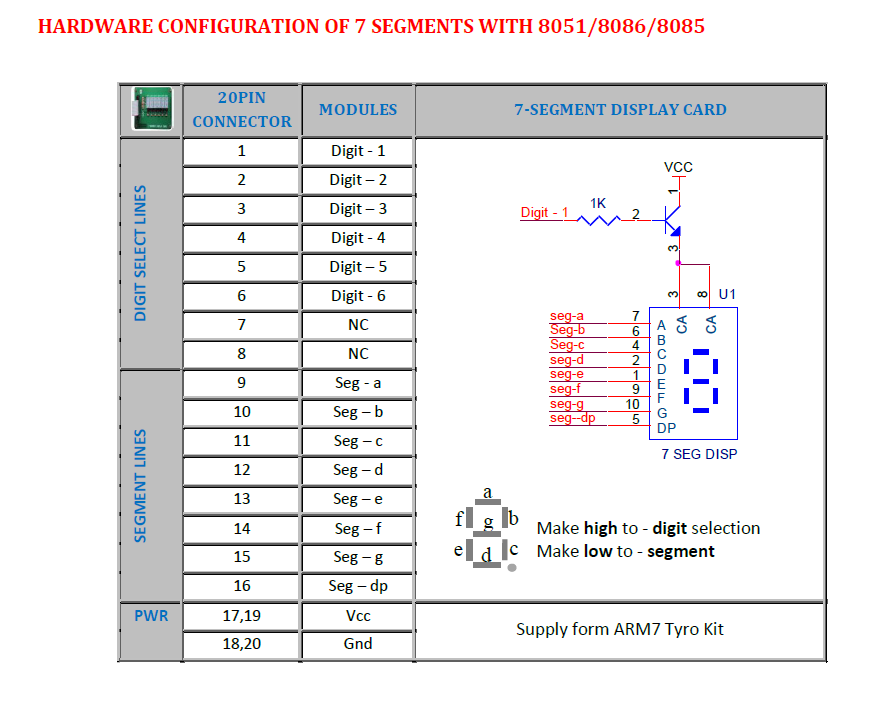 HARDWARE CONFIGURATION OF 7 SEGMENTS WITH 8051/8086/8085
20PIN
CONNECTOR
MODULES
7-SEGMENT DISPLAY CARD
DIGIT SELECT LINES
1 Digit - 1
2 Digit – 2
3 Digit – 3
4 Digit - 4
5 Digit – 5
6 Digit - 6
7 NC
8 NC
SEGMENT LINES
9 Seg - a
10 Seg – b
11 Seg – c
12 Seg – d
13 Seg – e
14 Seg – f
15 Seg – g
16 Seg – dp
PWR
17,19 Vcc
18,20 Gnd
VCC
1
Digit - 1 1K 2
3
3 8 U1
CA CA
seg-a 7 A
Seg-b 6 B
Seg-c 4 C
seg-d 2 D
seg-e 1 E
seg-f 9 F
seg-g 10 G
seg--dp 5 DP
7 SEG DISP
a
f g b
e d c
Make high to - digit selection
Make low to - segment
Supply form ARM7 Tyro Kit